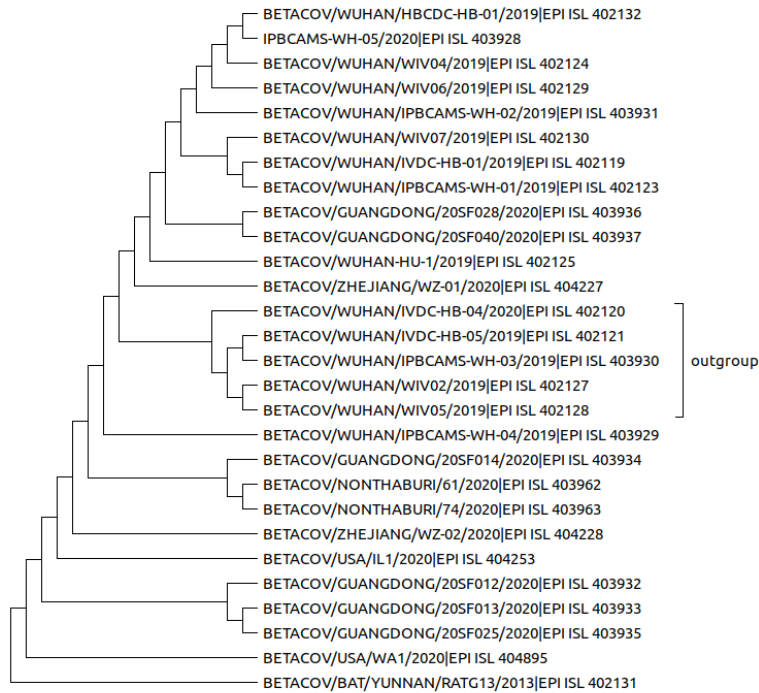 BETACOV/WUHAN/HBCDC-HB-01/2019|EPI ISL 402132
IPBCAMS-WH-05/2020|EPI ISL 403928
BETACOV/WUHAN/WIV04/2019|EPI ISL 402124
BETACOV/WUHAN/WIV06/2019|EPI ISL 402129
BETACOV/WUHAN/IPBCAMS-WH-02/2019|EPI ISL 403931
BETACOV/WUHAN/WIV07/2019|EPI ISL 402130
BETACOV/WUHAN/IVDC-HB-01/2019|EPI ISL 402119
BETACOV/WUHAN/IPBCAMS-WH-01/2019|EPI ISL 402123
BETACOV/GUANGDONG/20SF028/2020|EPI ISL 403936
BETACOV/GUANGDONG/20SF040/2020|EPI ISL 403937
BETACOV/WUHAN-HU-1/2019|EPI ISL 402125
BETACOV/ZHEJIANG/WZ-01/2020|EPI ISL 404227
BETACOV/WUHAN/IVDC-HB-04/2020|EPI ISL 402120
BETACOV/WUHAN/IVDC-HB-05/2019|EPI ISL 402121
BETACOV/WUHAN/IPBCAMS-WH-03/2019|EPI ISL 403930
outgroup
BETACOV/WUHAN/WIV02/2019|EPI ISL 402127
BETACOV/WUHAN/WIV05/2019|EPI ISL 402128
BETACOV/WUHAN/IPBCAMS-WH-04/2019|EPI ISL 403929
BETACOV/GUANGDONG/20SF014/2020|EPI ISL 403934
BETACOV/NONTHABURI/61/2020|EPI ISL 403962
BETACOV/NONTHABURI/74/2020|EPI ISL 403963
BETACOV/ZHEJIANG/WZ-02/2020|EPI ISL 404228
BETACOV/USA/IL1/2020|EPI ISL 404253
BETACOV/GUANGDONG/20SF012/2020|EPI ISL 403932
BETACOV/GUANGDONG/20SF013/2020|EPI ISL 403933
BETACOV/GUANGDONG/20SF025/2020|EPI ISL 403935
BETACOV/USA/WA1/2020|EPI ISL 404895
BETACOV/BAT/YUNNAN/RATG13/2013|EPI ISL 402131